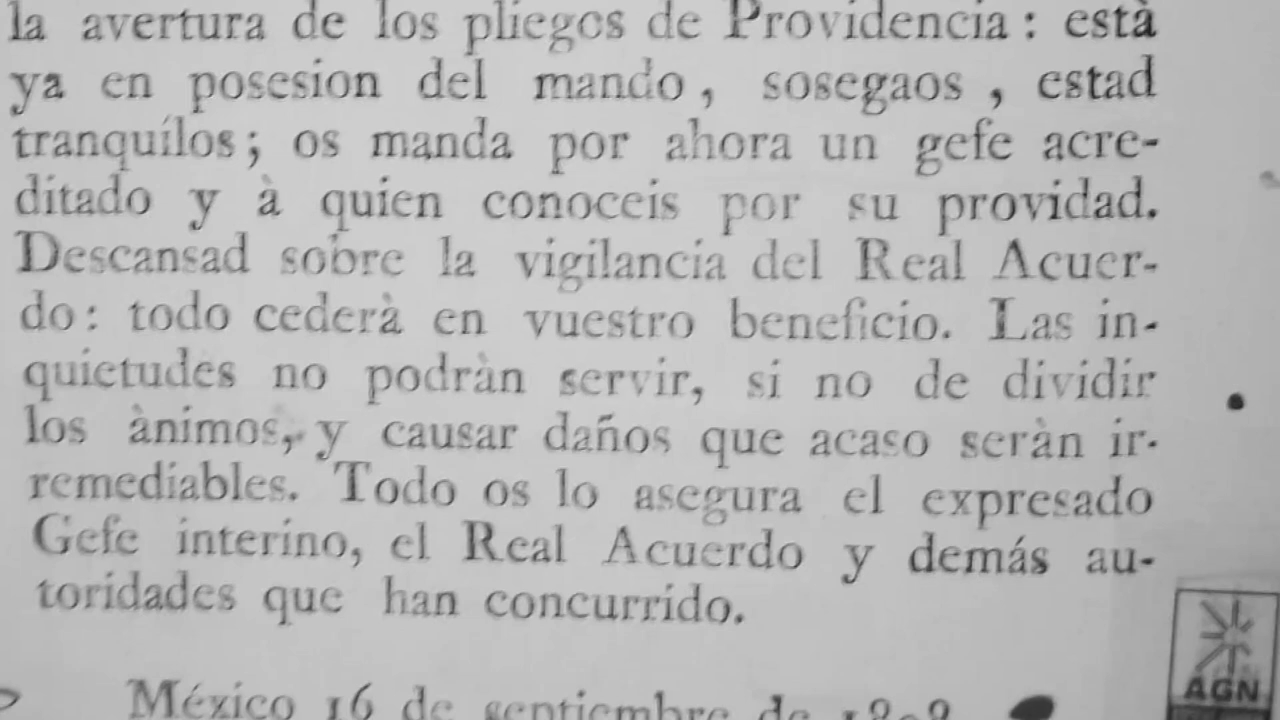 la avertura de los pliegos de Providencia: està
ya en posesion del mando, sosegaos, estad
tranquílos; os manda por ahora un gefe acre-
ditado y à quien conoceis por su providad.
Descansad sobre la vigilancia del Real Acuer-
do: todo cederà en vuestro beneficio. Las in-
quietudes no podràn servir, si no de dividir
los ànimos, y causar daños que acaso seràn ir-
remediables. Todo os lo asegura el expresado
Gefe interino, el Real Acuerdo y demás au-
toridades que han concurrido.
México 16 de septiembre de
AGN